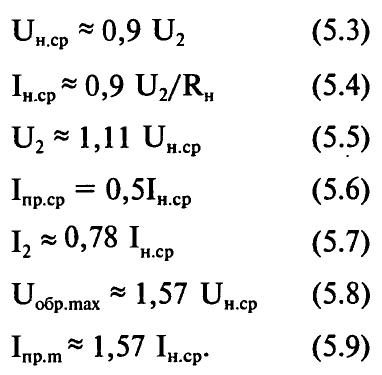 Uн.ср ≈ 0,9 U2 (5.3)
Iн.ср ≈ 0,9 U2/Rн (5.4)
U2 ≈ 1,11 Uн.ср (5.5)
Iпр.ср = 0,5Iн.ср (5.6)
I2 ≈ 0,78 Iн.ср (5.7)
Uобр.max ≈ 1,57 Uн.ср (5.8)
Iпр.m ≈ 1,57 Iн.ср. (5.9)